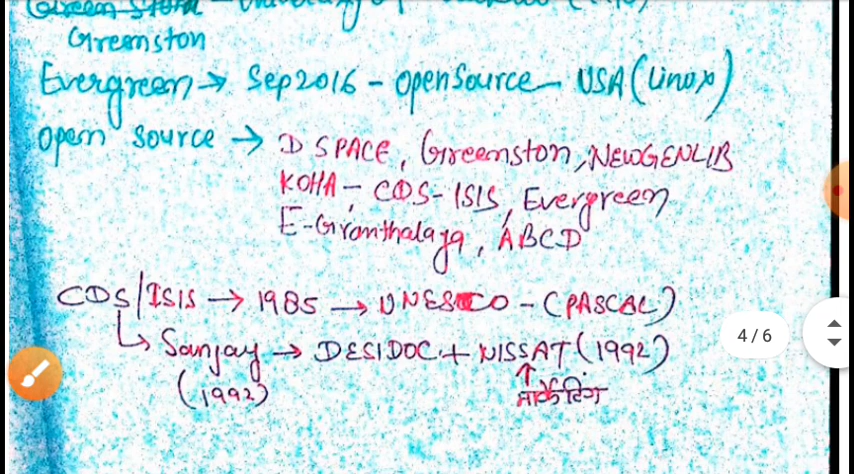 Greenston
Evergreen → Sep 2016 - open Source - USA (Linox)
open source → D SPACE, Greenston, NEWGENLIB
KOHA - CDS-ISIS, Evergreen
E-Granthalaya, ABCD
CDS/ISIS → 1985 → UNESCO - (PASCAL)
↳ Sanjay → DESIDOC + NISSAT (1992)
(1992) ↑ मार्केटिंग
4/6